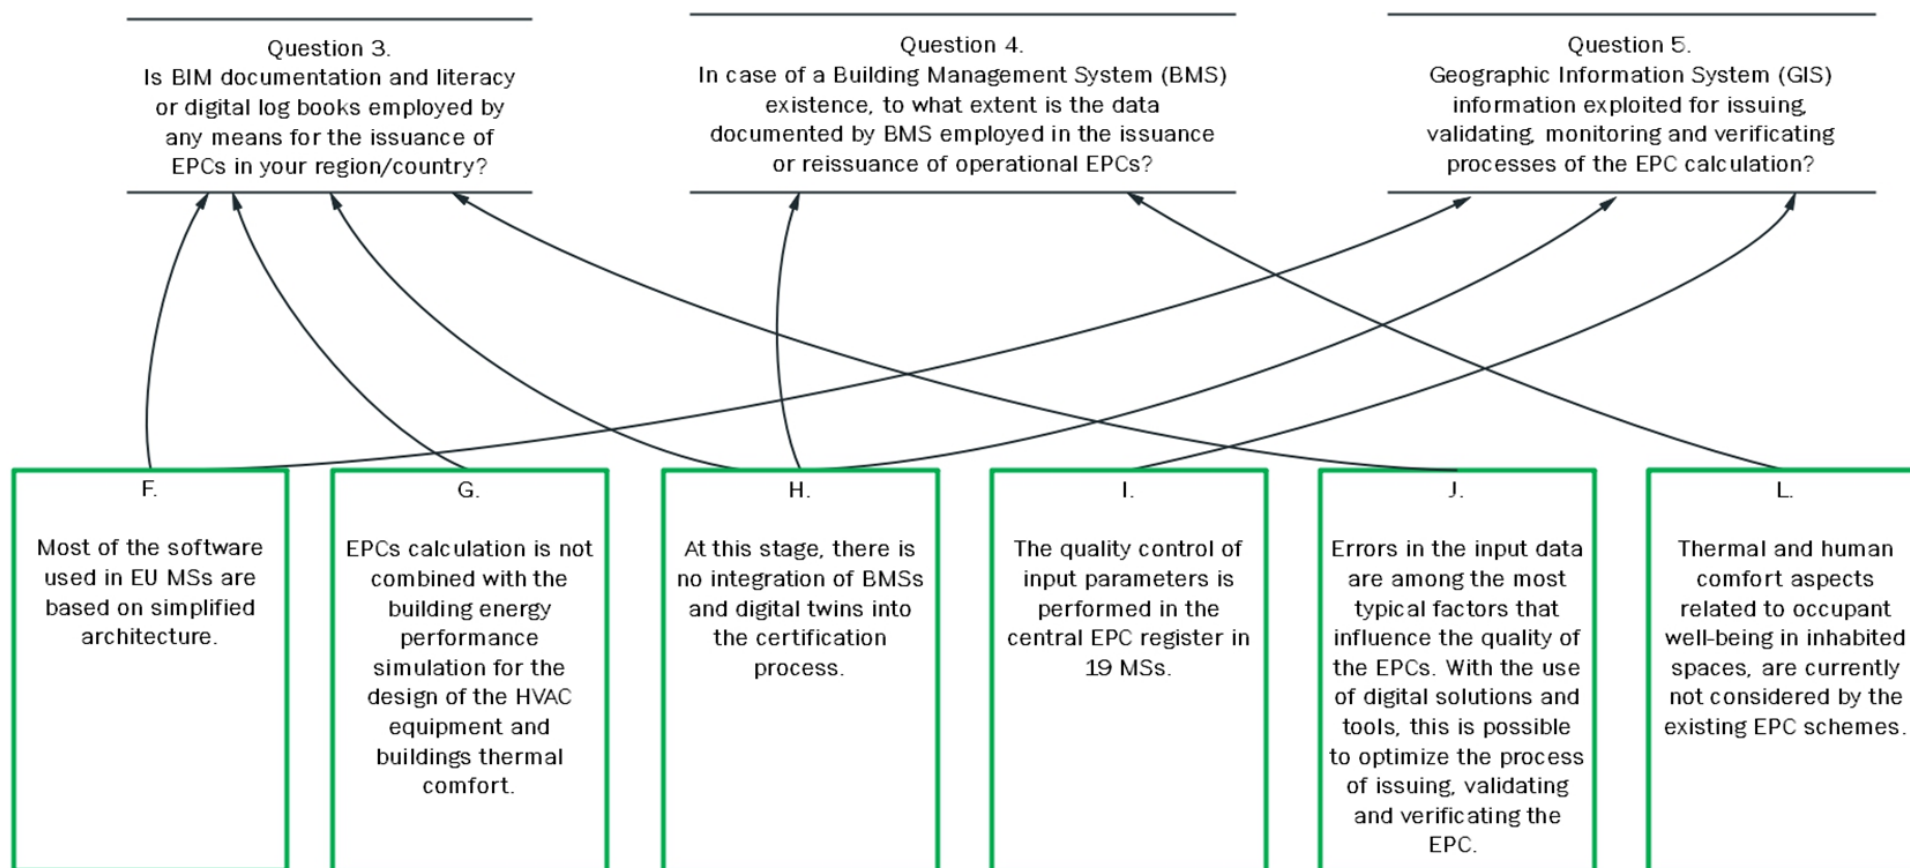 Question 3.
Is BIM documentation and literacy
or digital log books employed by
any means for the issuance of
EPCs in your region/country?
Question 4.
In case of a Building Management System (BMS)
existence, to what extent is the data
documented by BMS employed in the issuance
or reissuance of operational EPCs?
Question 5.
Geographic Information System (GIS)
information exploited for issuing,
validating, monitoring and verificating
processes of the EPC calculation?
F.
Most of the software
used in EU MSs are
based on simplified
architecture.
G.
EPCs calculation is not
combined with the
building energy
performance
simulation for the
design of the HVAC
equipment and
buildings thermal
comfort.
H.
At this stage, there is
no integration of BMSs
and digital twins into
the certification
process.
I.
The quality control of
input parameters is
performed in the
central EPC register in
19 MSs.
J.
Errors in the input data
are among the most
typical factors that
influence the quality of
the EPCs. With the use
of digital solutions and
tools, this is possible
to optimize the process
of issuing, validating
and verificating the
EPC.
L.
Thermal and human
comfort aspects
related to occupant
well-being in inhabited
spaces, are currently
not considered by the
existing EPC schemes.